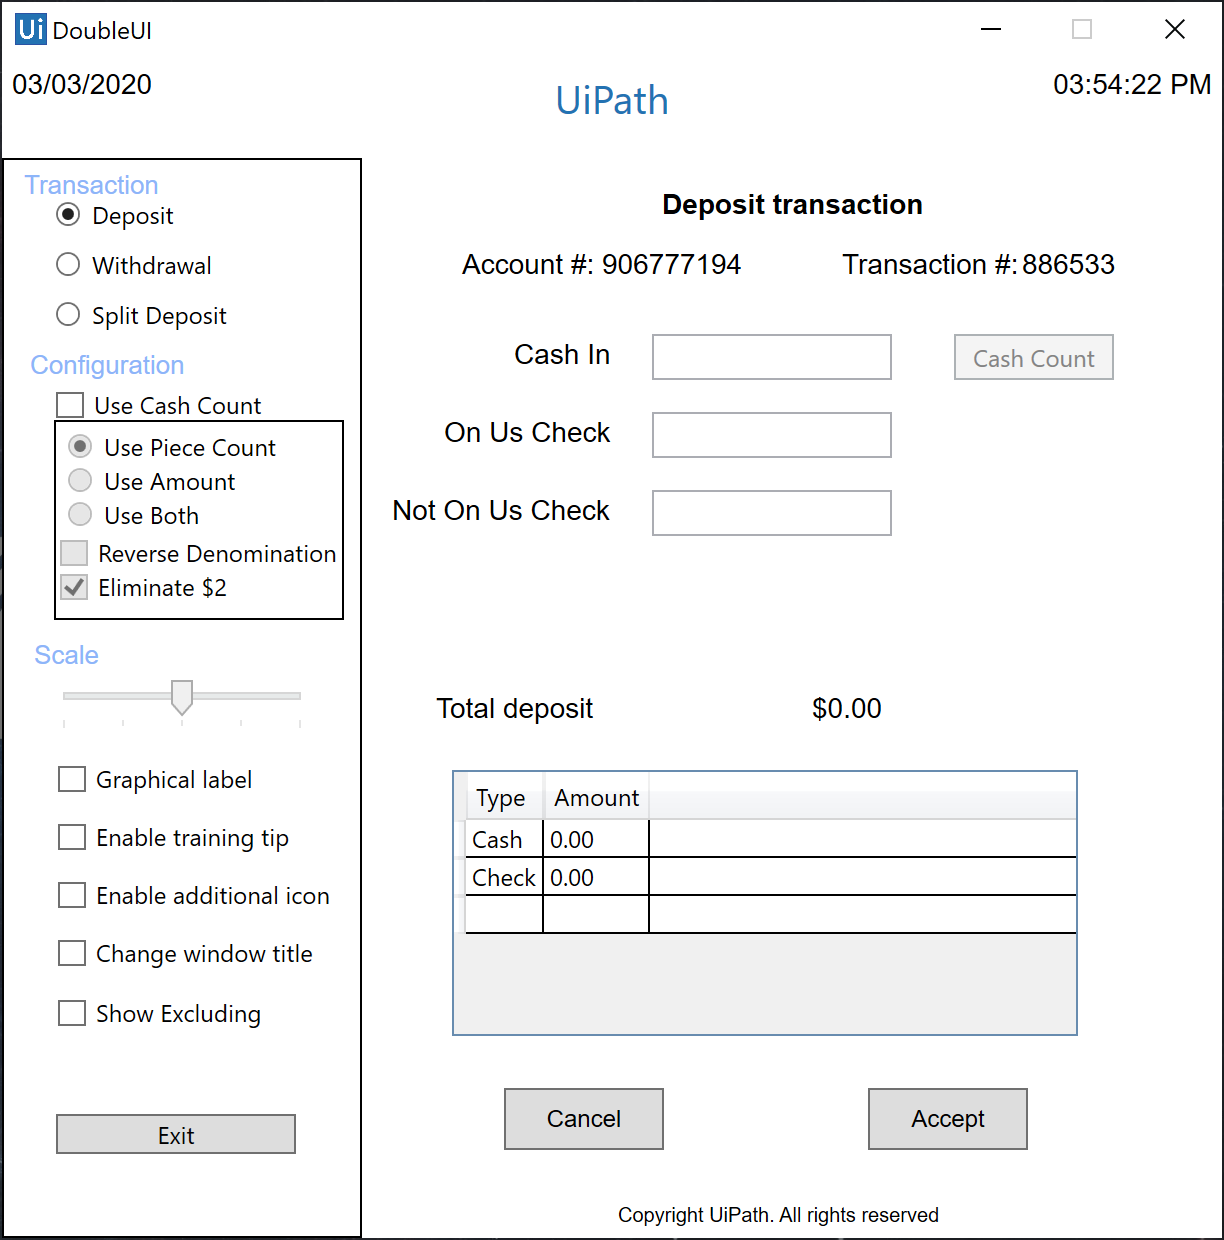 Ui DoubleUI
03/03/2020
UiPath
03:54:22 PM
Transaction
Deposit
Withdrawal
Split Deposit
Configuration
Use Cash Count
Use Piece Count
Use Amount
Use Both
Reverse Denomination
Eliminate $2
Scale
Graphical label
Enable training tip
Enable additional icon
Change window title
Show Excluding
Exit
Deposit transaction
Account #: 906777194 Transaction #: 886533
Cash In
Cash Count
On Us Check
Not On Us Check
Total deposit $0.00
Type Amount
Cash 0.00
Check 0.00
Cancel Accept
Copyright UiPath. All rights reserved